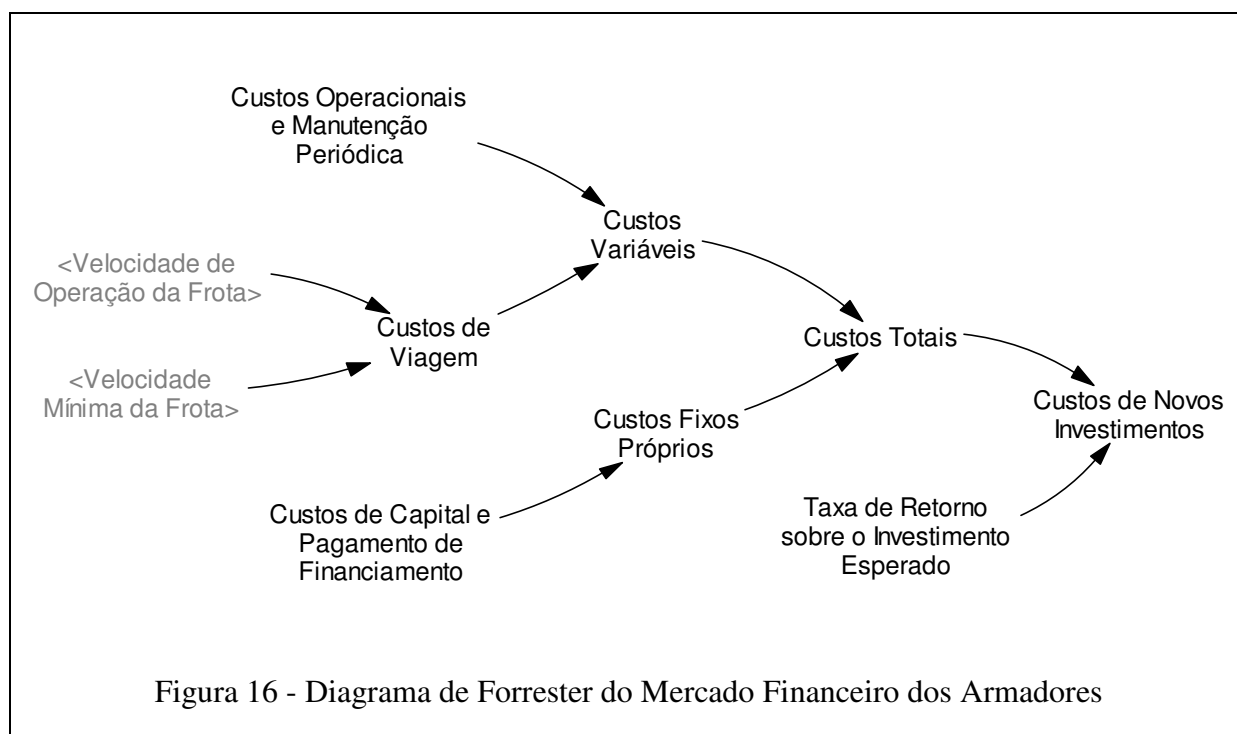 Custos Operacionais
e Manutenção
Periódica
Custos
Variáveis
<Velocidade de
Operação da Frota>
Custos de
Viagem
Custos Totais
<Velocidade
Mínima da Frota>
Custos de Novos
Investimentos
Custos Fixos
Próprios
Custos de Capital e
Pagamento de
Financiamento
Taxa de Retorno
sobre o Investimento
Esperado
Figura 16 - Diagrama de Forrester do Mercado Financeiro dos Armadores